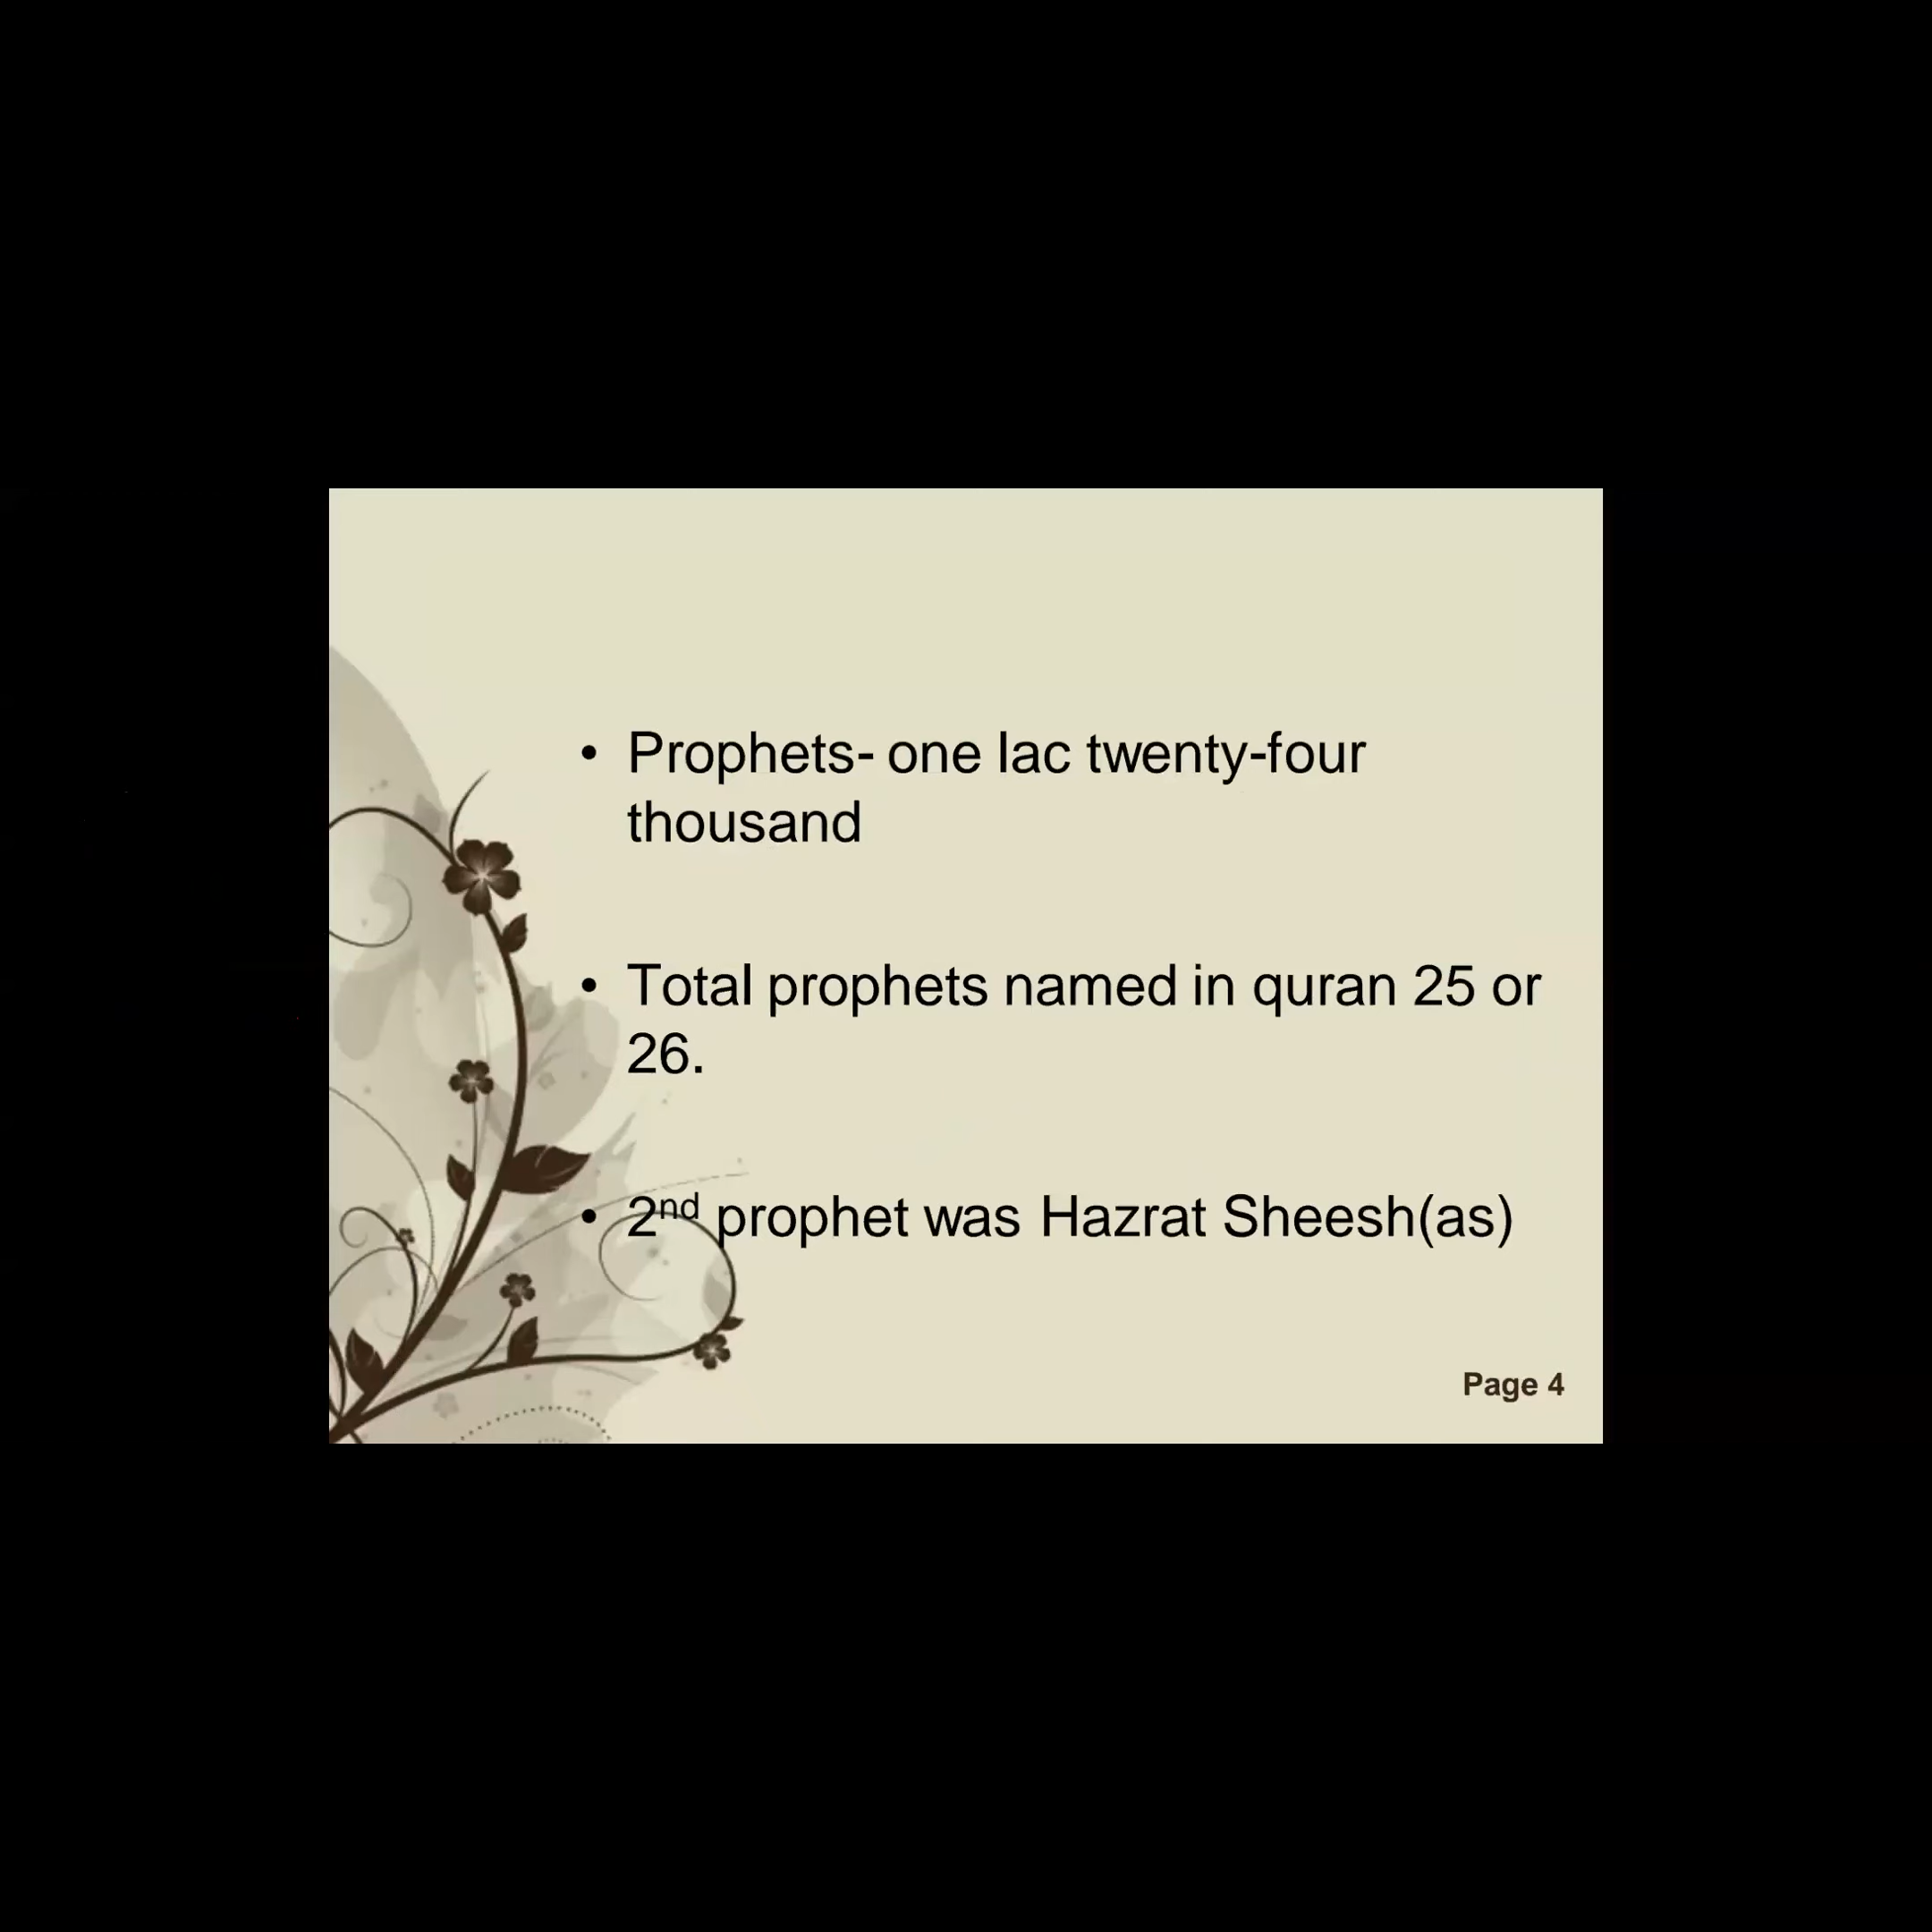 • Prophets- one lac twenty-four
thousand
• Total prophets named in quran 25 or
26.
• 2nd prophet was Hazrat Sheesh(as)
Page 4